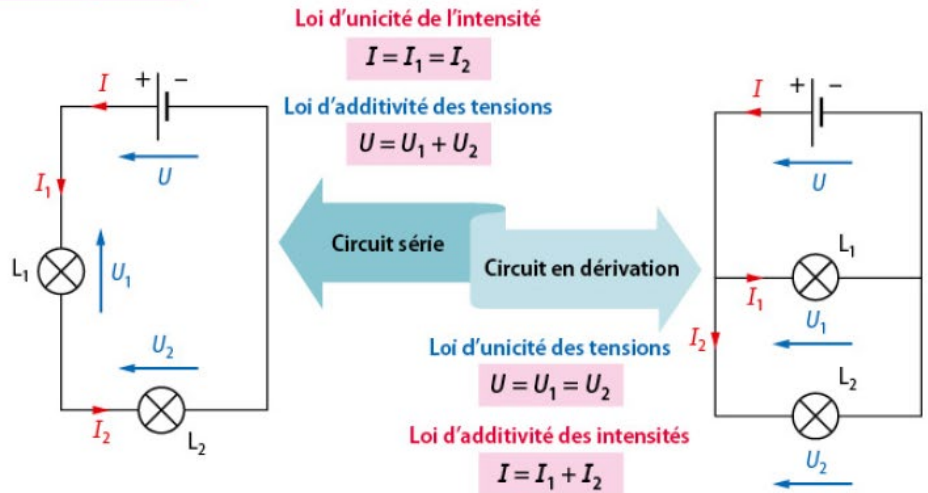 Loi d'unicité de l'intensité
I = I₁ = I₂
Loi d'additivité des tensions
U = U₁ + U₂
I
+ −
U
I₁
L₁
U₁
U₂
I₂
L₂
Circuit série
Circuit en dérivation
Loi d'unicité des tensions
U = U₁ = U₂
Loi d'additivité des intensités
I = I₁ + I₂
I
+ −
U
L₁
I₁
U₁
I₂
L₂
U₂